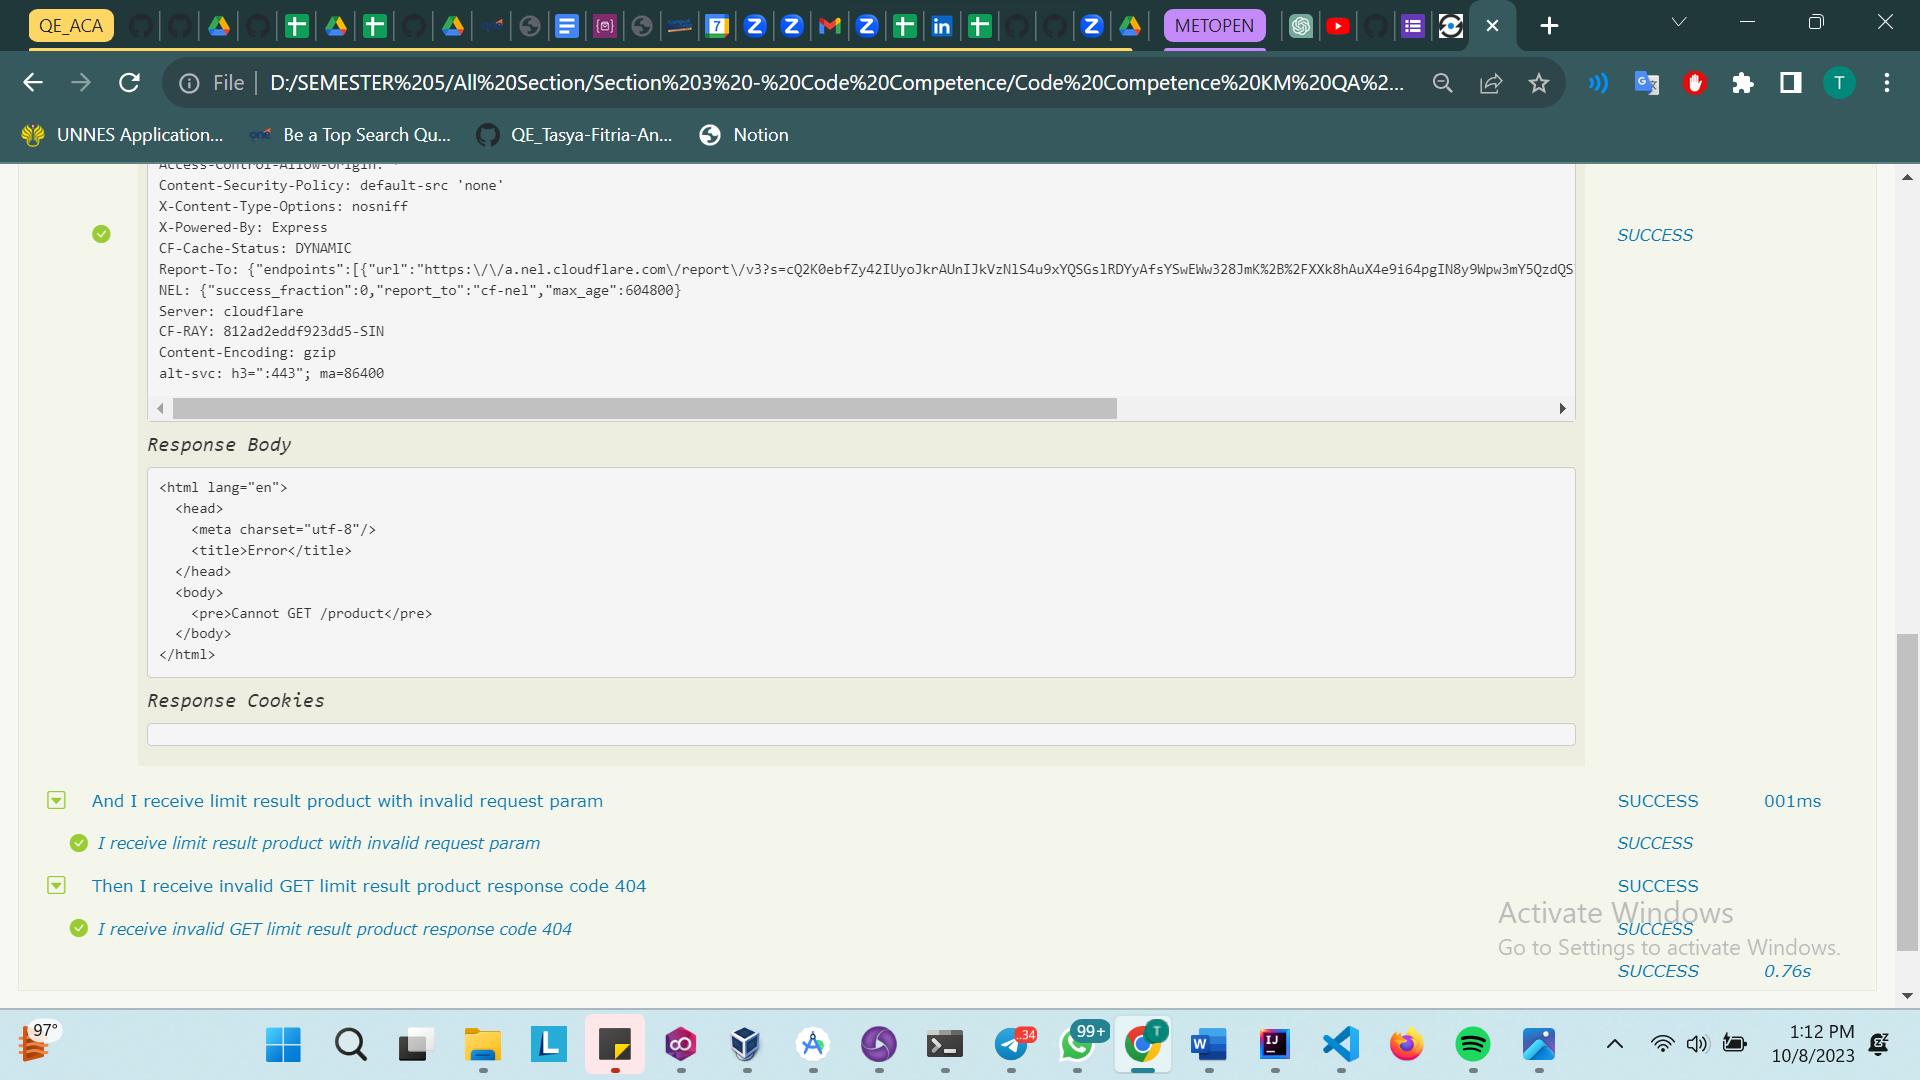 QE_ACA
METOPEN
File
D:/SEMESTER%205/All%20Section/Section%203%20-%20Code%20Competence/Code%20Competence%20KM%20QA%2...
T
UNNES Application...
one
Be a Top Search Qu...
QE_Tasya-Fitria-An...
Notion
Access-Control-Allow-Origin: *
Content-Security-Policy: default-src 'none'
X-Content-Type-Options: nosniff
X-Powered-By: Express
CF-Cache-Status: DYNAMIC
Report-To: {"endpoints":[{"url":"https:\/\/a.nel.cloudflare.com\/report\/v3?s=
NEL: {"success_fraction":0,"report_to":"cf-nel","max_age":604800}
Server: cloudflare
CF-RAY: 812ad2eddf923dd5-SIN
Content-Encoding: gzip
alt-svc: h3=":443"; ma=86400
SUCCESS
Response Body
<html lang="en">
<head>
<meta charset="utf-8"/>
<title>Error</title>
</head>
<body>
<pre>Cannot GET /product</pre>
</body>
</html>
Response Cookies
And I receive limit result product with invalid request param SUCCESS 001ms
I receive limit result product with invalid request param SUCCESS
Then I receive invalid GET limit result product response code 404 SUCCESS
I receive invalid GET limit result product response code 404 SUCCESS
SUCCESS 0.76s
Activate Windows
Go to Settings to activate Windows.
97°
L
..34
99+
T
W
IJ
1:12 PM
10/8/2023